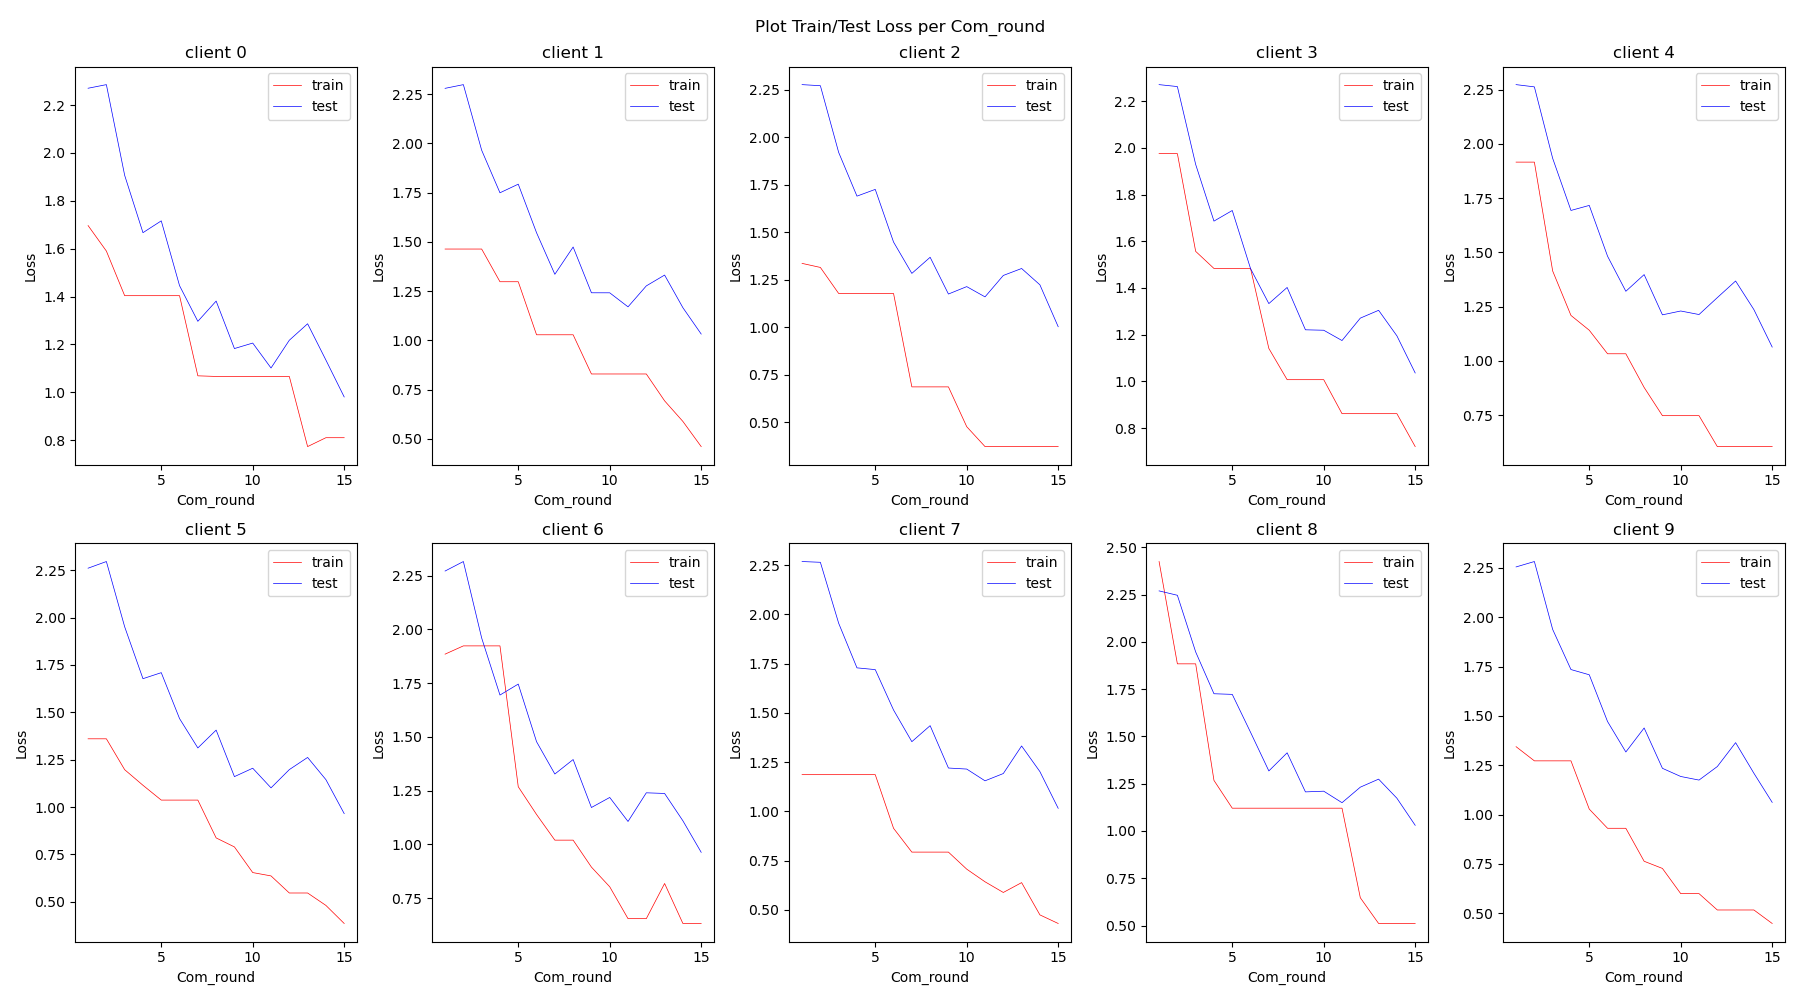 Plot Train/Test Loss per Com_round
client 0
client 1
client 2
client 3
client 4
train
test
train
test
train
test
train
test
train
test
Loss
2.2
2.0
1.8
1.6
1.4
1.2
1.0
0.8
5 10 15
Com_round
Loss
2.25
2.00
1.75
1.50
1.25
1.00
0.75
0.50
5 10 15
Com_round
Loss
2.25
2.00
1.75
1.50
1.25
1.00
0.75
0.50
5 10 15
Com_round
Loss
2.2
2.0
1.8
1.6
1.4
1.2
1.0
0.8
5 10 15
Com_round
Loss
2.25
2.00
1.75
1.50
1.25
1.00
0.75
5 10 15
Com_round
client 5
client 6
client 7
client 8
client 9
train
test
train
test
train
test
train
test
train
test
Loss
2.25
2.00
1.75
1.50
1.25
1.00
0.75
0.50
5 10 15
Com_round
Loss
2.25
2.00
1.75
1.50
1.25
1.00
0.75
5 10 15
Com_round
Loss
2.25
2.00
1.75
1.50
1.25
1.00
0.75
0.50
5 10 15
Com_round
Loss
2.50
2.25
2.00
1.75
1.50
1.25
1.00
0.75
0.50
5 10 15
Com_round
Loss
2.25
2.00
1.75
1.50
1.25
1.00
0.75
0.50
5 10 15
Com_round